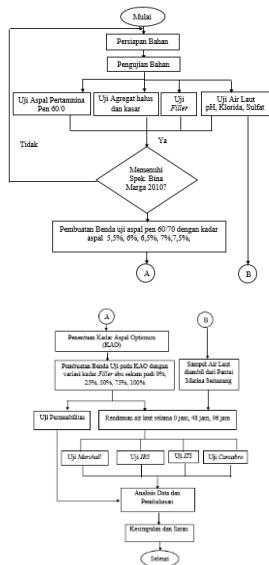 Mulai
Persiapan Bahan
Pengujian Bahan
Uji Aspal Pertamina
Pen 60/0
Uji Agregat halus
dan kasar
Uji
Filler
Uji Air Laut
pH, Klorida, Sulfat
Tidak
Ya
Memenuhi
Spek. Bina
Marga 2010?
Pembuatan Benda uji aspal pen 60/70 dengan kadar
aspal 5,5%, 6%, 6,5%, 7%,7,5%,
A
B
A
B
Penentuan Kadar Aspal Optimum
(KAO)
Pembuatan Benda Uji pada KAO dengan
variasi kadar Filler abu sekam padi 0%,
25%, 50%, 75%, 100%
Sampel Air Laut
diambil dari Pantai
Marina Semarang
Uji Permeabilitas
Rendaman air laut selama 0 jam, 48 jam, 96 jam
Uji Marshall
Uji IRS
Uji ITS
Uji Cantabro
Analisis Data dan
Pembahasan
Kesimpulan dan Saran
Selesai